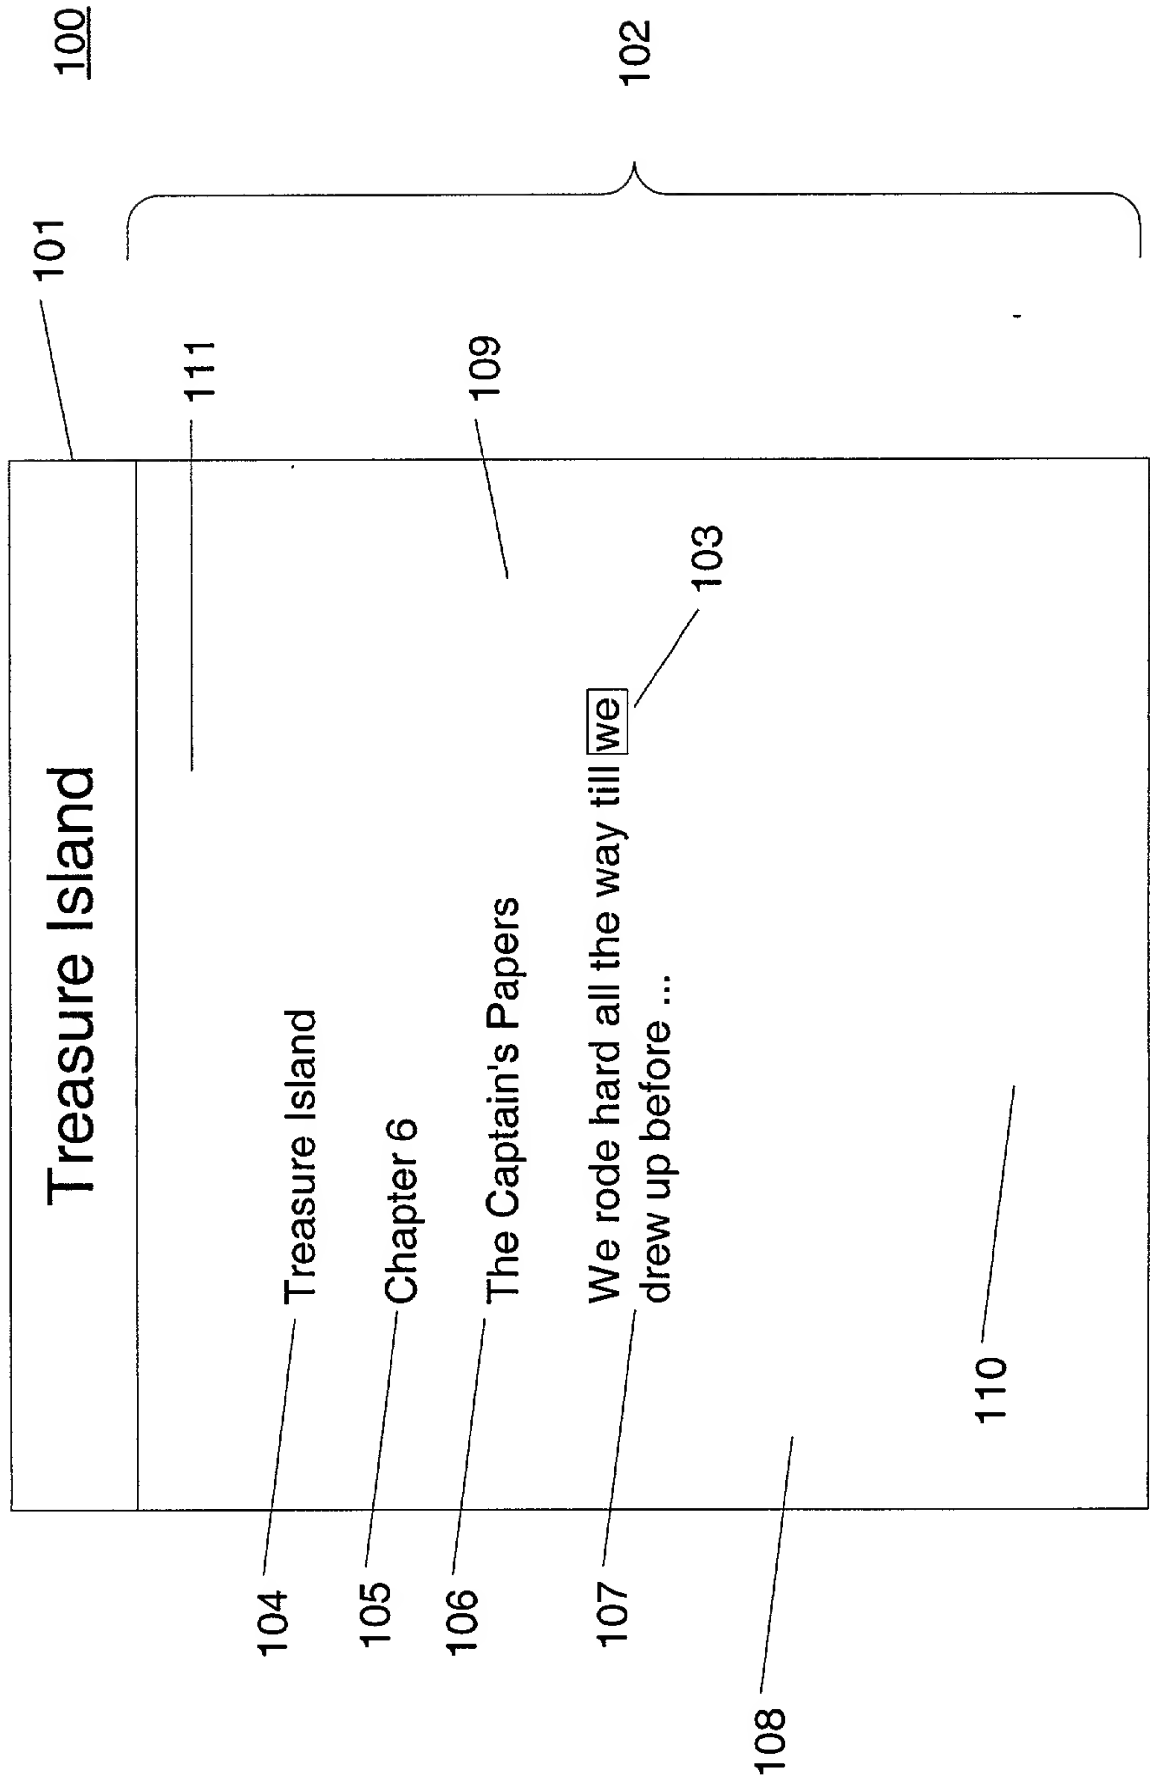 100
101
Treasure Island
111
102
104
Treasure Island
105
Chapter 6
109
106
The Captain's Papers
107
We rode hard all the way till we
drew up before ...
103
108
110